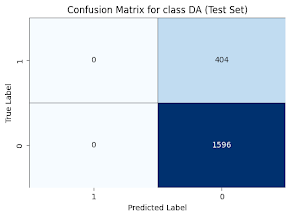 Confusion Matrix for class DA (Test Set)
True Label
1
0
404
0
0
1596
1
0
Predicted Label